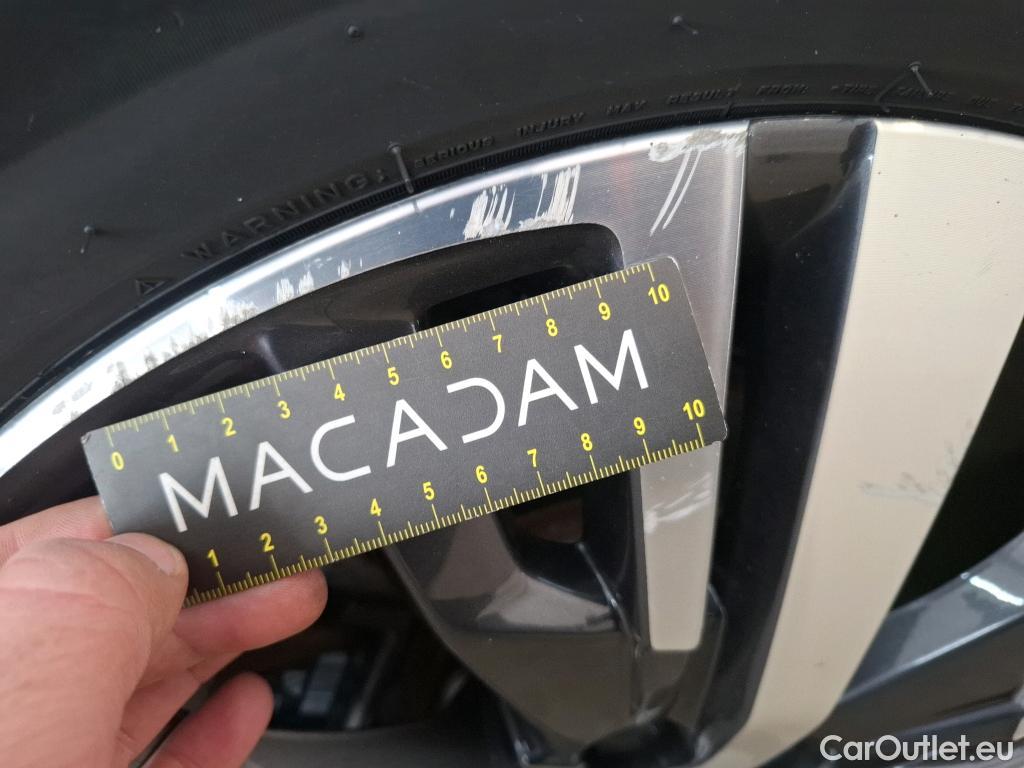 ⚠ WARNING: SERIOUS INJURY MAY RESULT FROM:
0 1 2 3 4 5 6 7 8 9 10
MACADAM
1 2 3 4 5 6 7 8 9 10
CarOutlet.eu